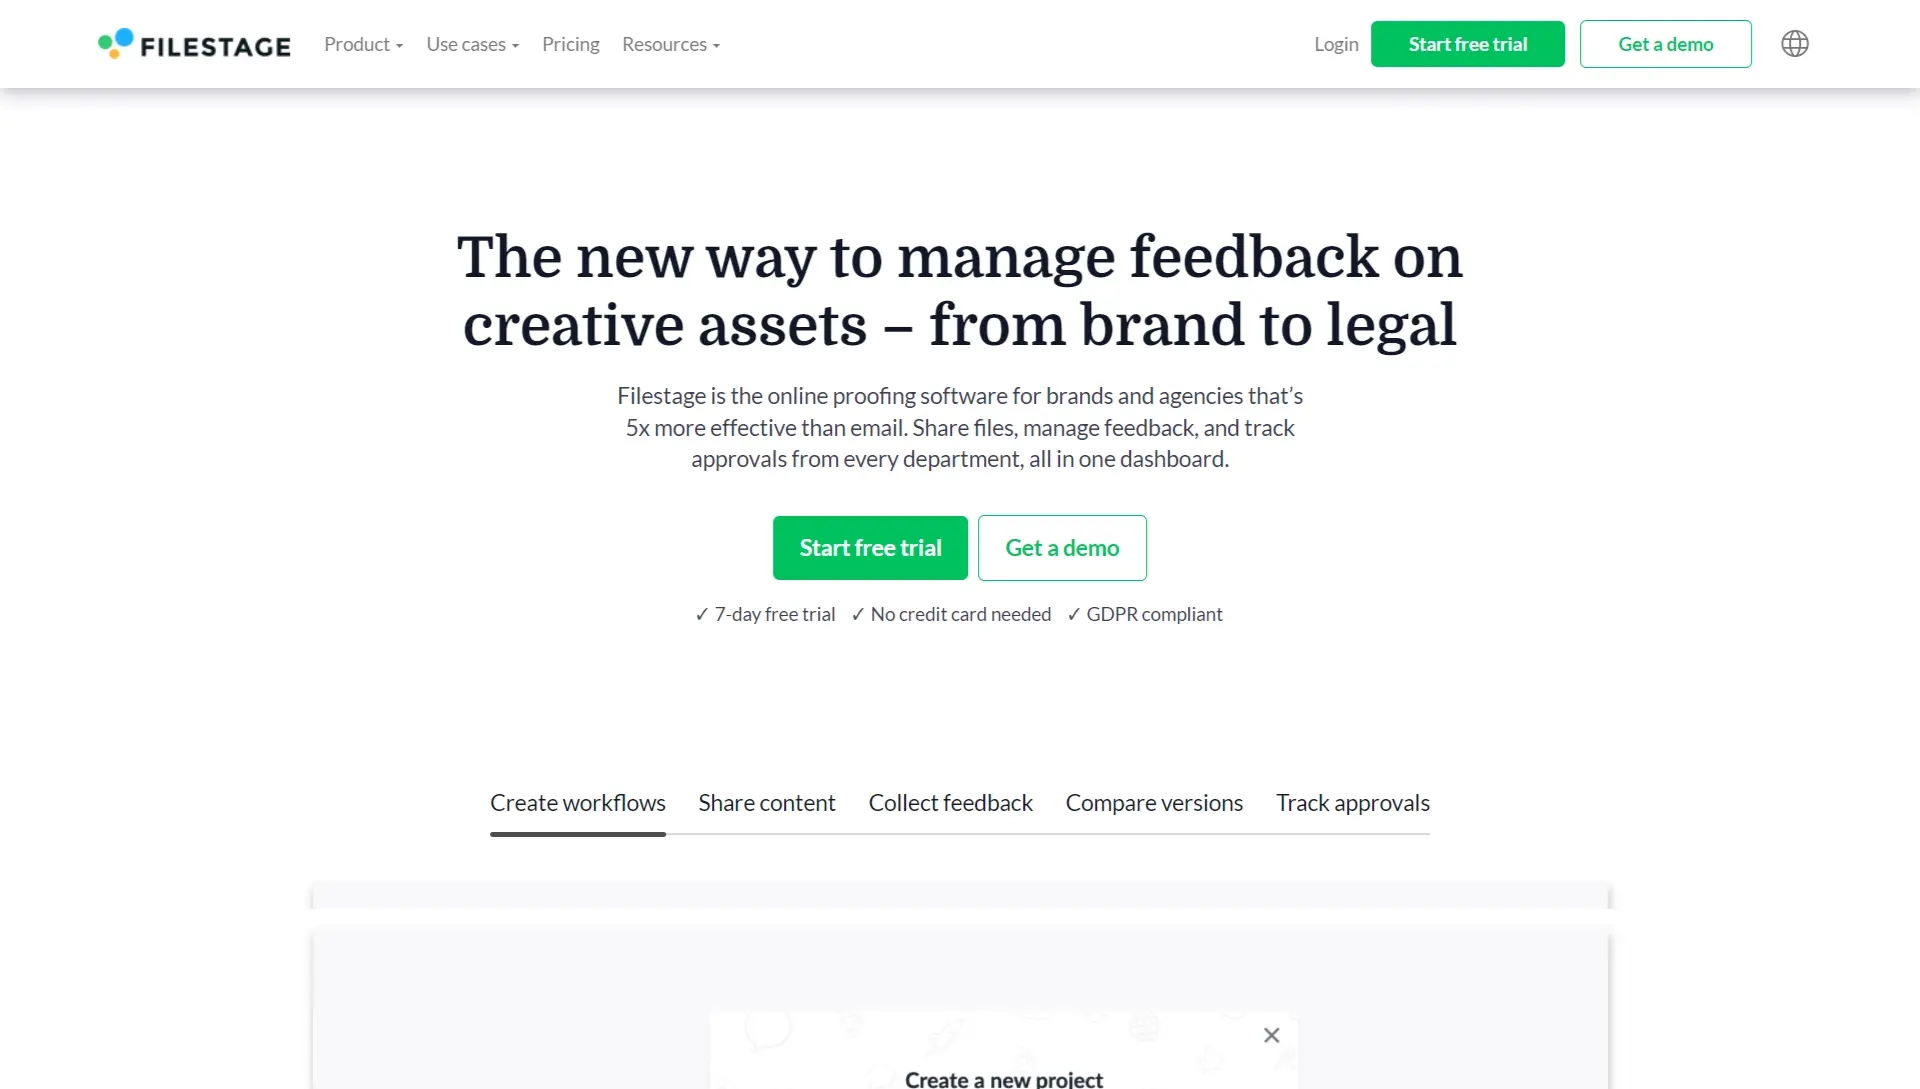 FILESTAGE
Product
Use cases
Pricing
Resources
Login
Start free trial
Get a demo
The new way to manage feedback on
creative assets – from brand to legal
Filestage is the online proofing software for brands and agencies that’s
5x more effective than email. Share files, manage feedback, and track
approvals from every department, all in one dashboard.
Start free trial
Get a demo
✓ 7-day free trial ✓ No credit card needed ✓ GDPR compliant
Create workflows
Share content
Collect feedback
Compare versions
Track approvals
Create a new project